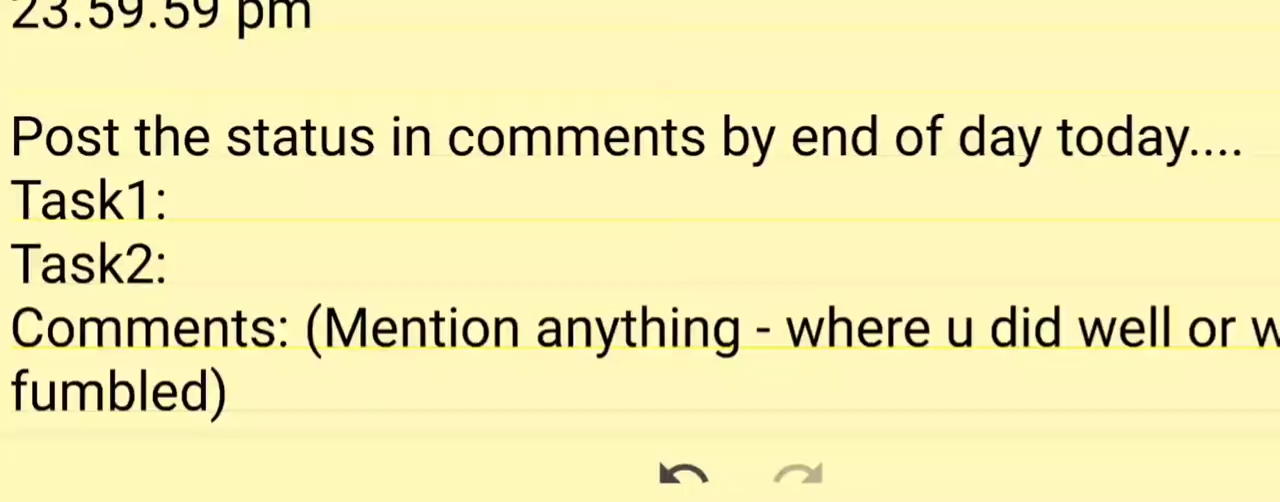 23.59.59 pm
Post the status in comments by end of day today....
Task1:
Task2:
Comments: (Mention anything - where u did well or
fumbled)